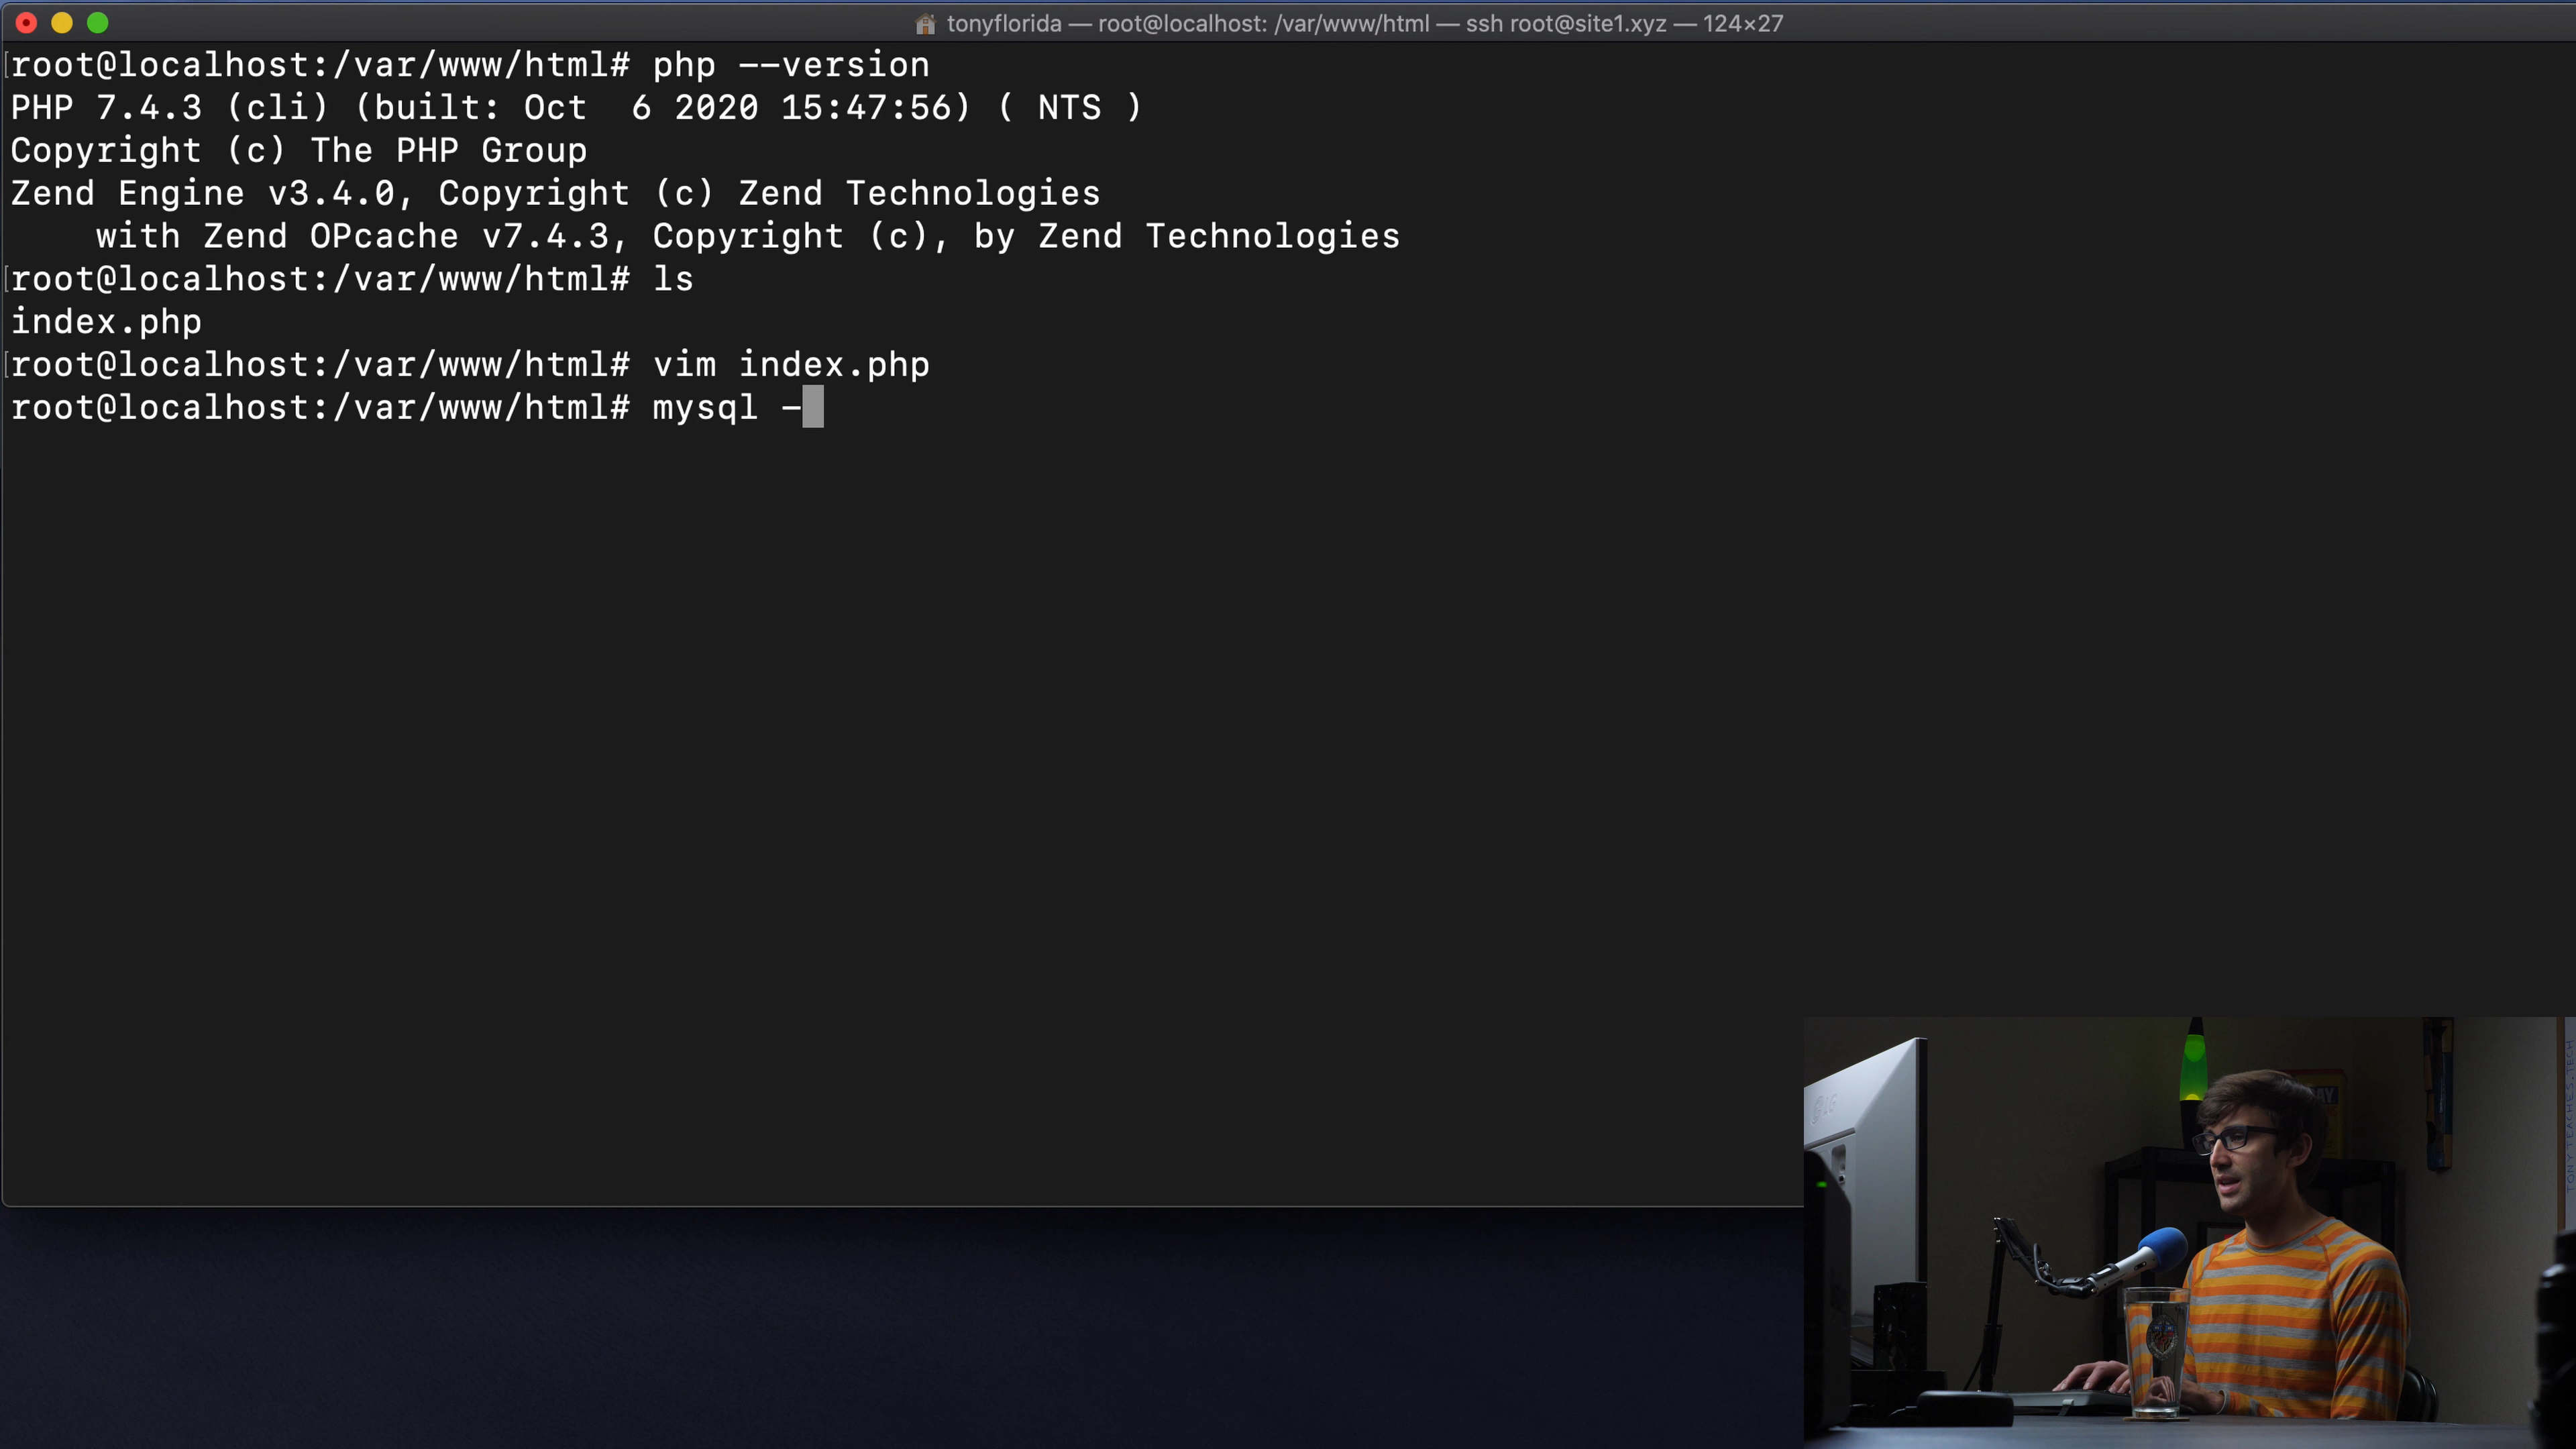 tonyflorida — root@localhost: /var/www/html — ssh root@site1.xyz — 124×27
[root@localhost:/var/www/html# php --version
PHP 7.4.3 (cli) (built: Oct  6 2020 15:47:56) ( NTS )
Copyright (c) The PHP Group
Zend Engine v3.4.0, Copyright (c) Zend Technologies
    with Zend OPcache v7.4.3, Copyright (c), by Zend Technologies
[root@localhost:/var/www/html# ls
index.php
[root@localhost:/var/www/html# vim index.php
root@localhost:/var/www/html# mysql -
LG
TONY TEACHES.TECH